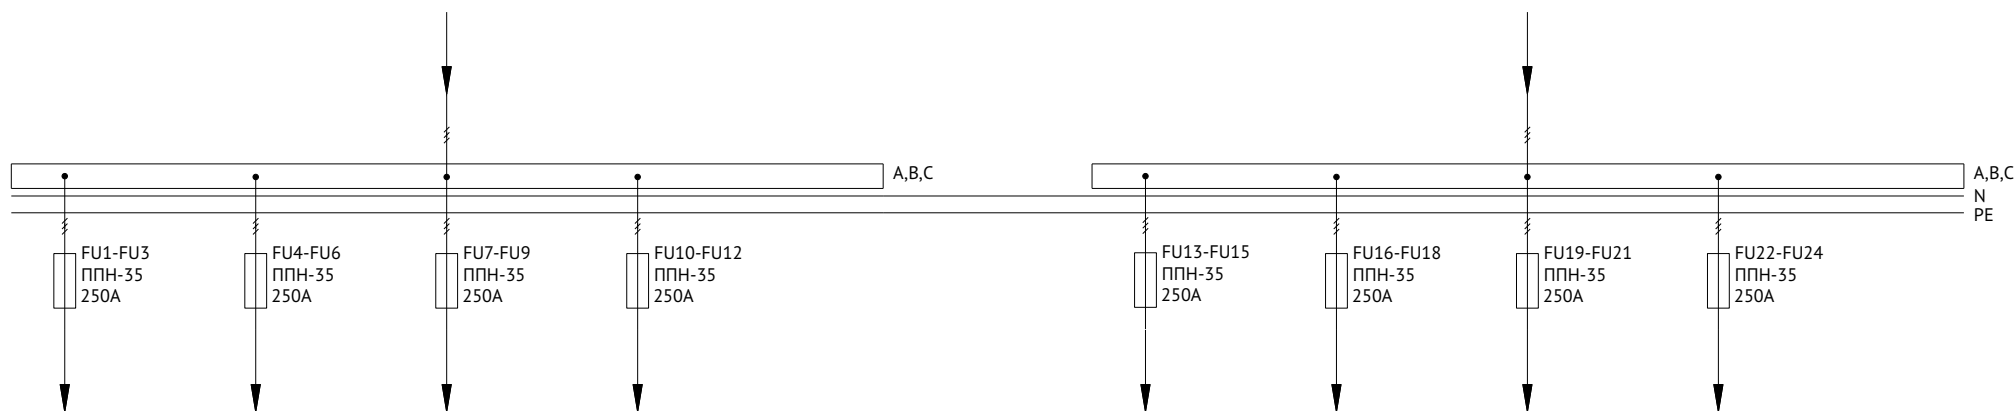 A,B,C
A,B,C
N
PE
FU1-FU3
ППН-35
250А
FU4-FU6
ППН-35
250А
FU7-FU9
ППН-35
250А
FU10-FU12
ППН-35
250А
FU13-FU15
ППН-35
250А
FU16-FU18
ППН-35
250А
FU19-FU21
ППН-35
250А
FU22-FU24
ППН-35
250А